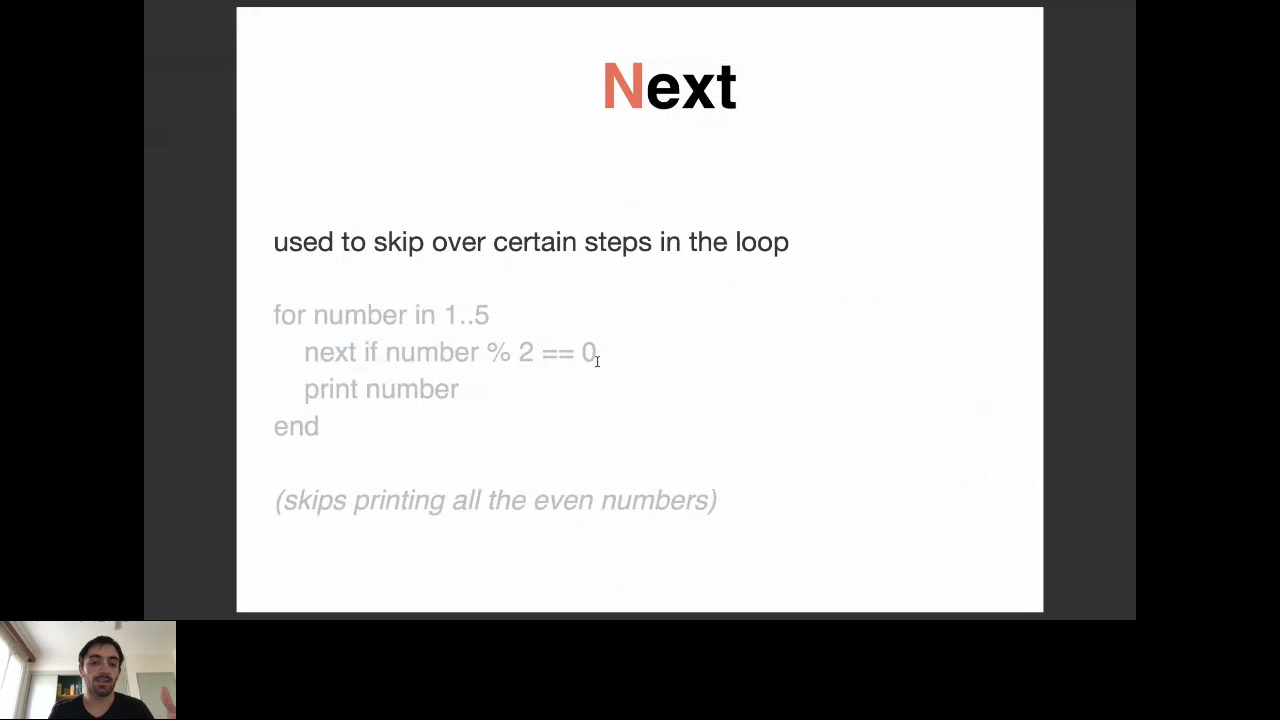 Next
used to skip over certain steps in the loop
for number in 1..5
next if number % 2 == 0
print number
end
(skips printing all the even numbers)